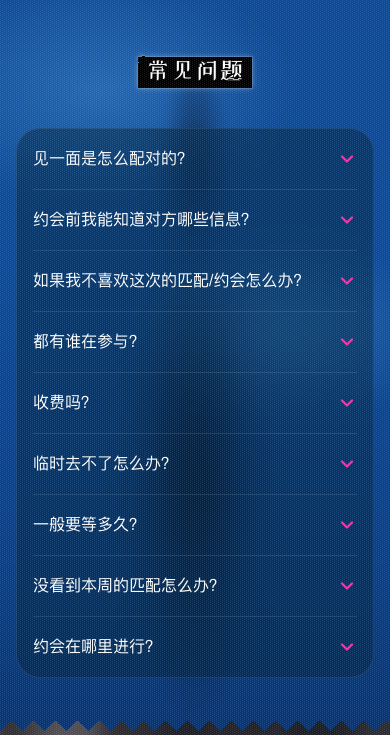 常见问题
见一面是怎么配对的?
约会前我能知道对方哪些信息?
如果我不喜欢这次的匹配/约会怎么办?
都有谁在参与?
收费吗?
临时去不了怎么办?
一般要等多久?
没看到本周的匹配怎么办?
约会在哪里进行?